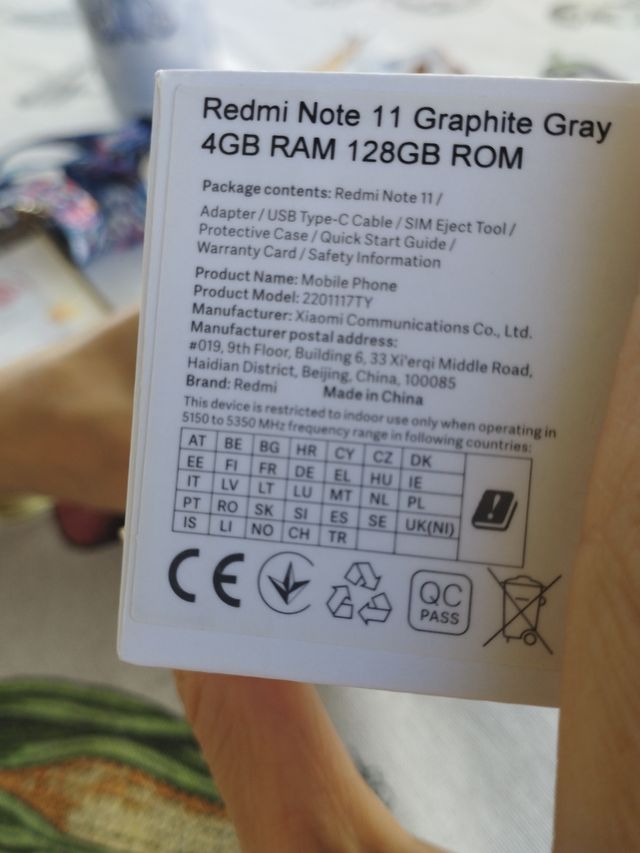 Redmi Note 11 Graphite Gray
4GB RAM 128GB ROM
Package contents: Redmi Note 11 /
Adapter / USB Type-C Cable / SIM Eject Tool /
Protective Case / Quick Start Guide /
Warranty Card / Safety Information
Product Name: Mobile Phone
Product Model: 2201117TY
Manufacturer: Xiaomi Communications Co., Ltd.
Manufacturer postal address:
#019, 9th Floor, Building 6, 33 Xi'erqi Middle Road,
Haidian District, Beijing, China, 100085
Brand: Redmi Made in China
This device is restricted to indoor use only when operating in
5150 to 5350 MHz frequency range in following countries:
AT BE BG HR CY CZ DK
EE FI FR DE EL HU IE
IT LV LT LU MT NL PL
PT RO SK SI ES SE UK(NI)
IS LI NO CH TR
CE
QC
PASS